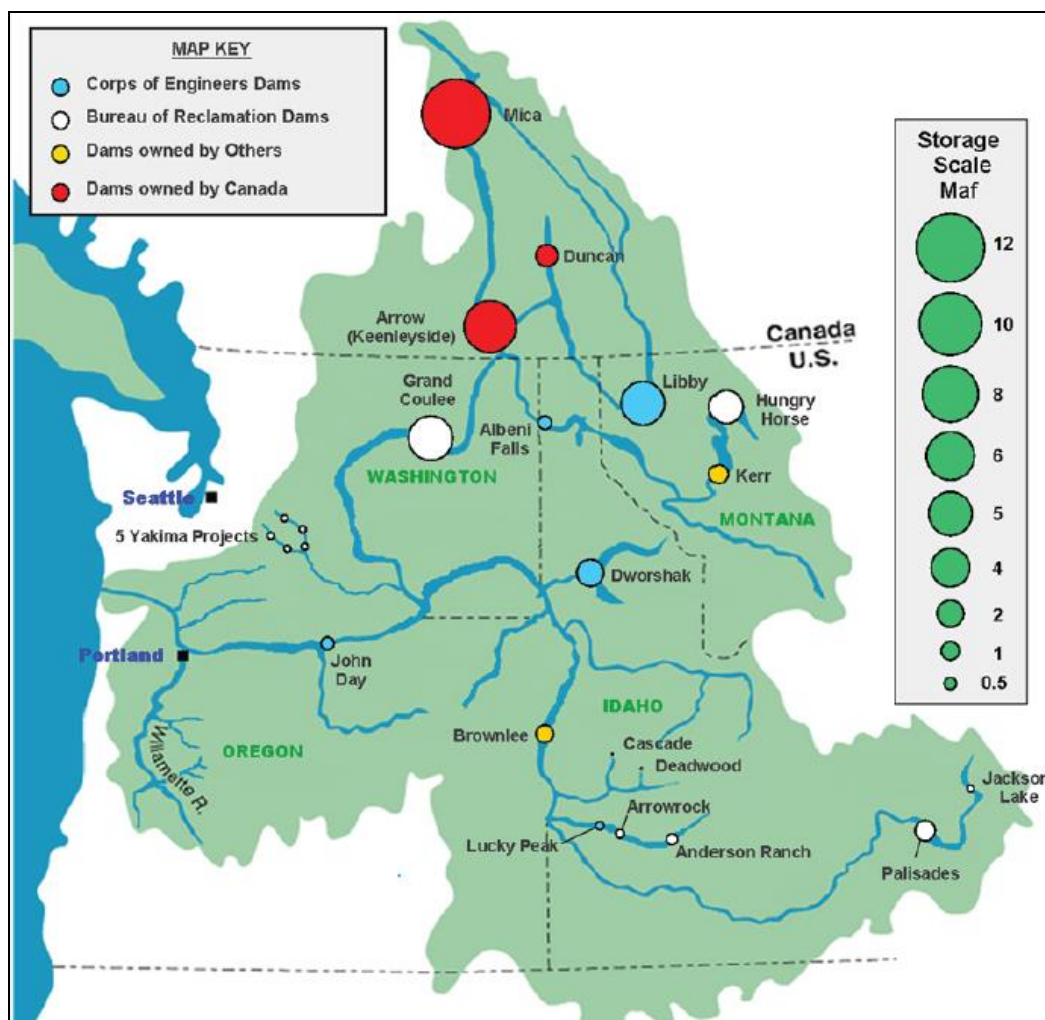 MAP KEY
Corps of Engineers Dams
Bureau of Reclamation Dams
Dams owned by Others
Dams owned by Canada
Storage
Scale
Maf
12
10
8
6
5
4
2
1
0.5
Mica
Duncan
Arrow
(Keenleyside)
Canada
U.S.
Grand
Coulee
Libby
Hungry
Horse
Albeni
Falls
Kerr
WASHINGTON
Seattle
MONTANA
5 Yakima Projects
Dworshak
Portland
John
Day
IDAHO
Brownlee
OREGON
Cascade
Deadwood
Willamette R.
Jackson
Lake
Arrowrock
Lucky Peak
Anderson Ranch
Palisades